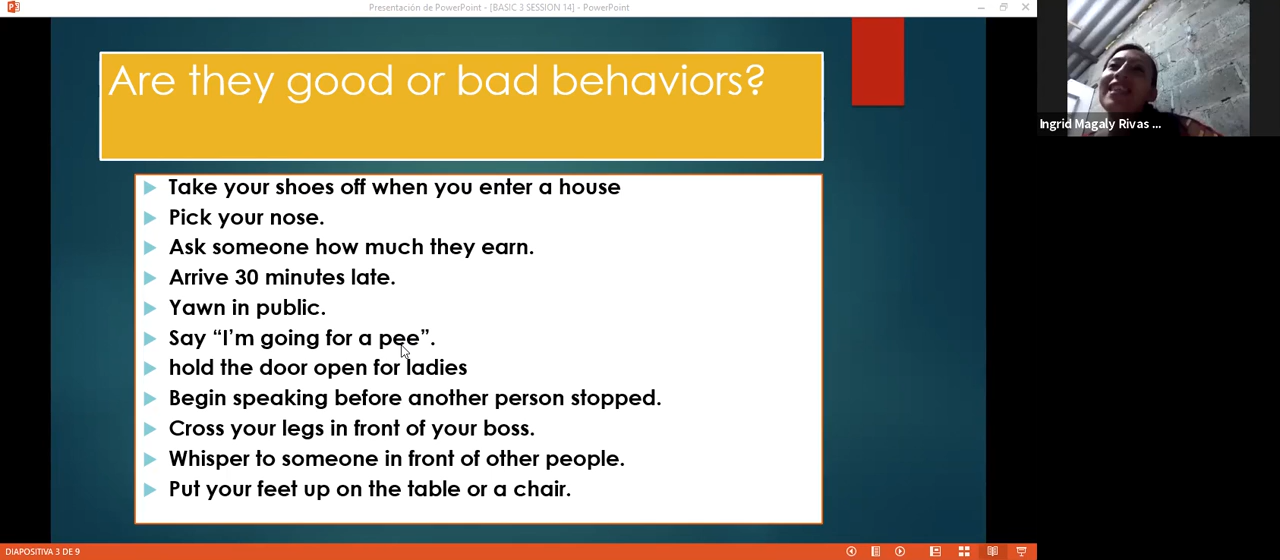 Presentación de PowerPoint - [BASIC 3 SESSION 14] - PowerPoint
Are they good or bad behaviors?
Take your shoes off when you enter a house
Pick your nose.
Ask someone how much they earn.
Arrive 30 minutes late.
Yawn in public.
Say “I’m going for a pee”.
hold the door open for ladies
Begin speaking before another person stopped.
Cross your legs in front of your boss.
Whisper to someone in front of other people.
Put your feet up on the table or a chair.
Ingrid Magaly Rivas ...
DIAPOSITIVA 3 DE 9